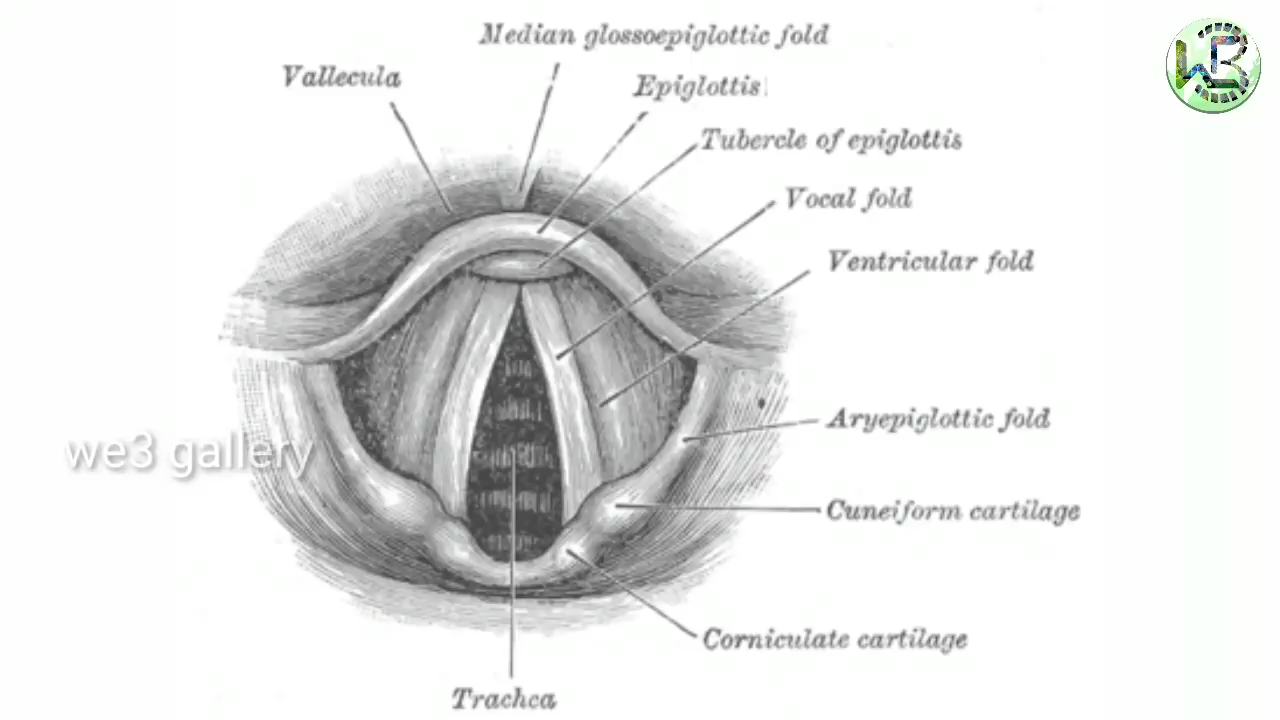 Median glossoepiglottic fold
Vallecula
Epiglottis
Tubercle of epiglottis
Vocal fold
Ventricular fold
Aryepiglottic fold
we3 gallery
Cuneiform cartilage
Corniculate cartilage
Trachea